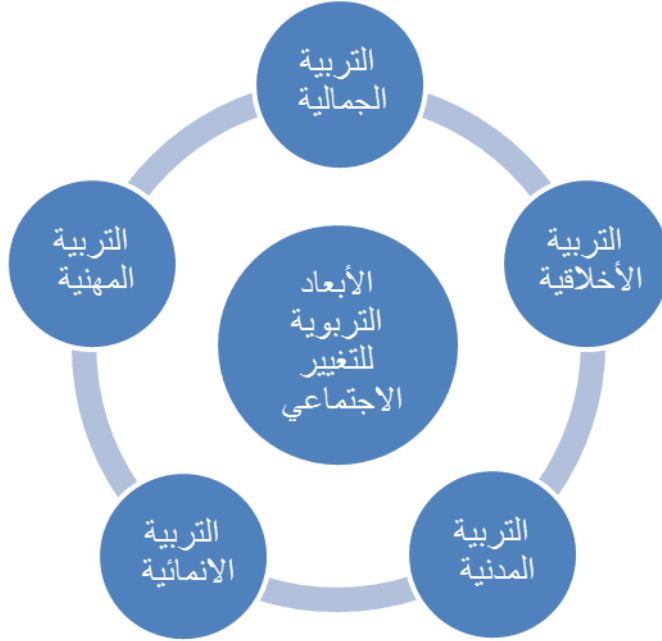 التربية
الجمالية
التربية
الأخلاقية
التربية
المدنية
التربية
الانمائية
التربية
المهنية
الأبعاد
التربوية
للتغيير
الاجتماعي